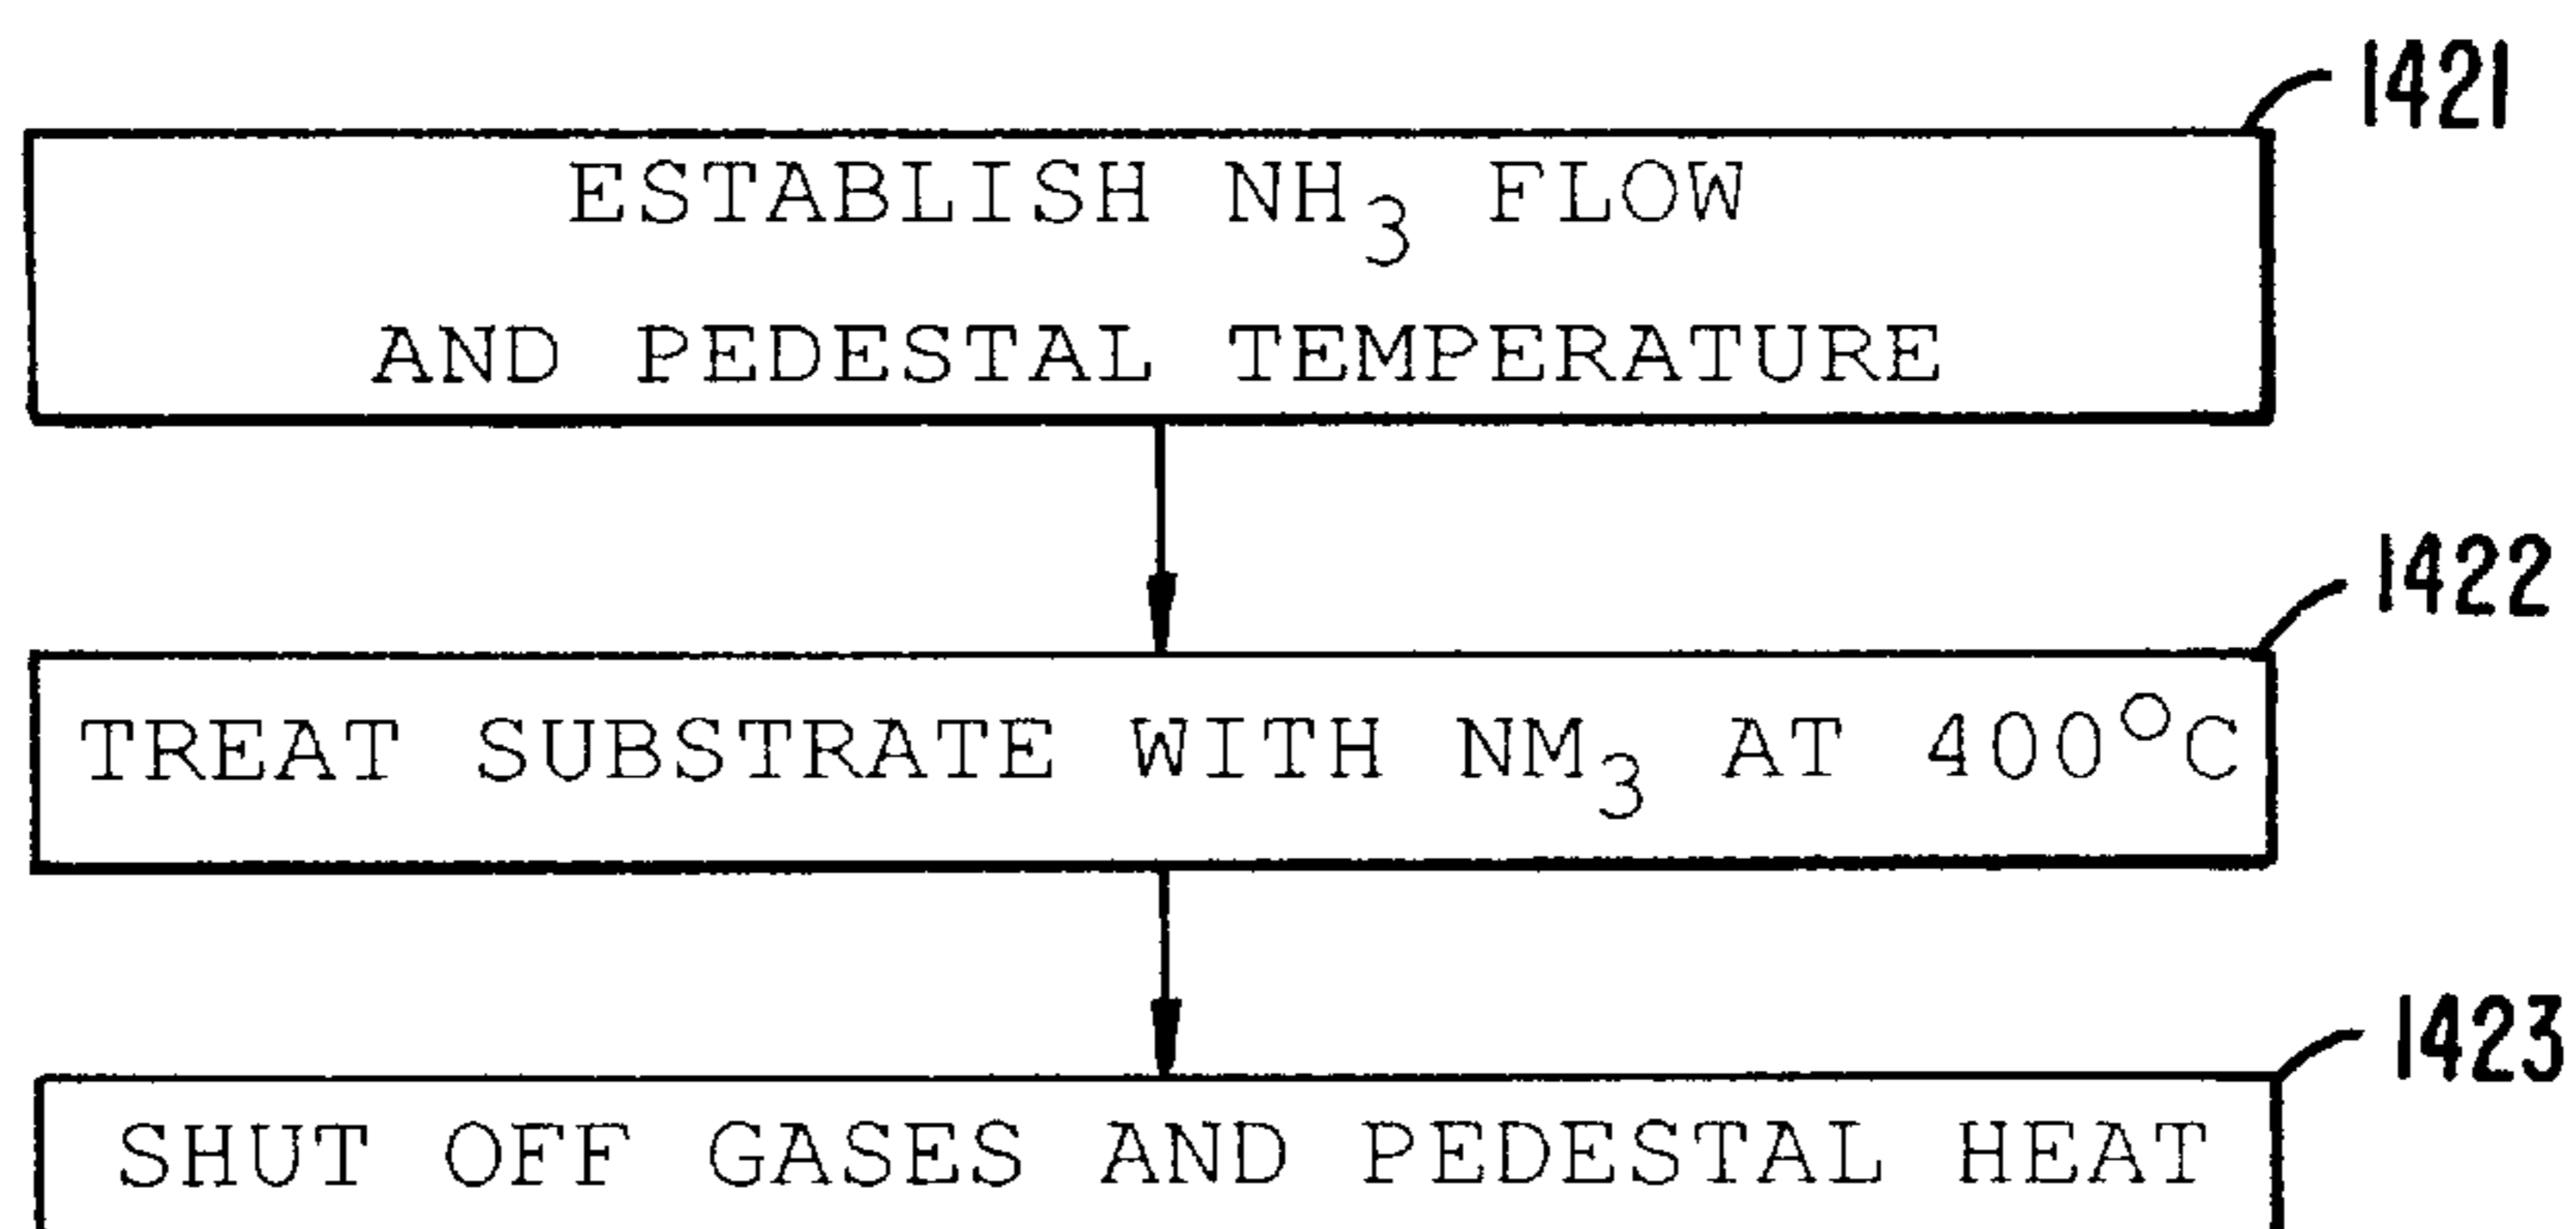 1421
ESTABLISH NH₃ FLOW
AND PEDESTAL TEMPERATURE
1422
TREAT SUBSTRATE WITH NM₃ AT 400°C
1423
SHUT OFF GASES AND PEDESTAL HEAT